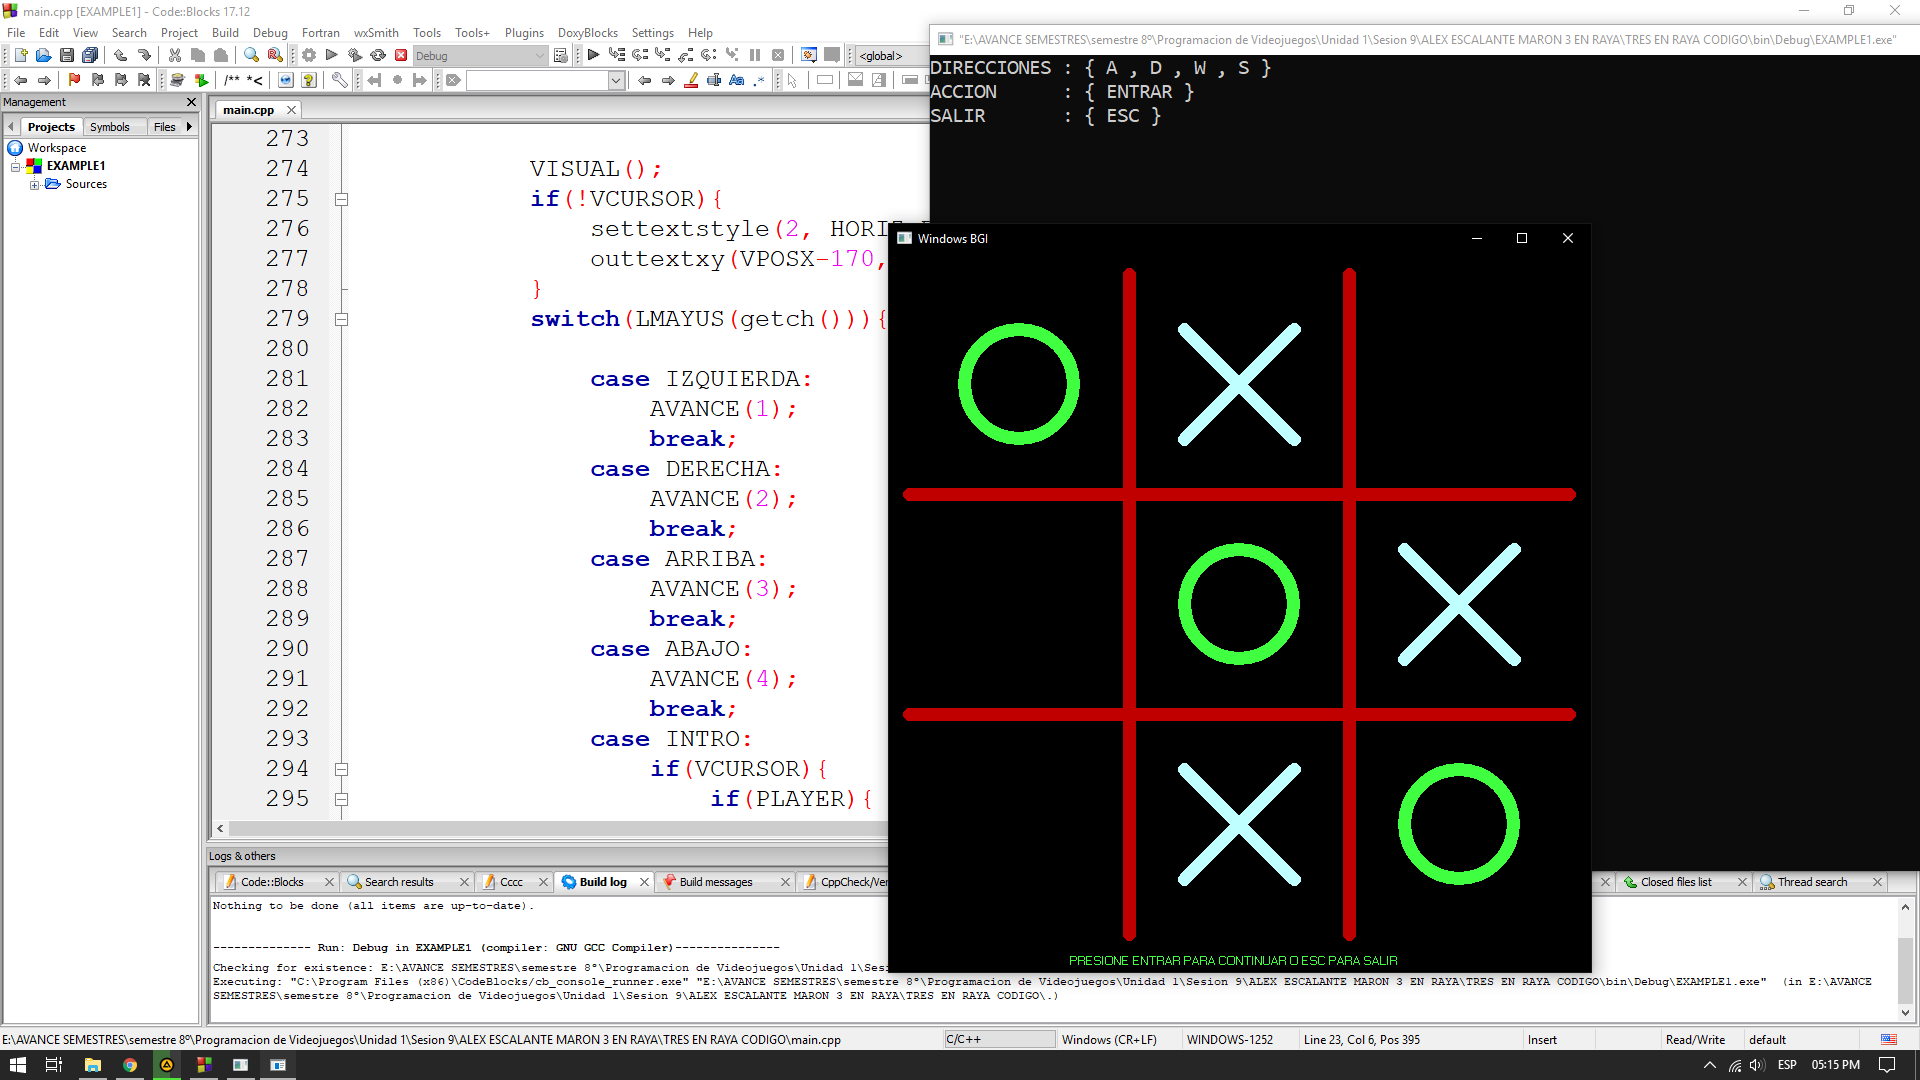 main.cpp [EXAMPLE1] - Code::Blocks 17.12
File Edit View Search Project Build Debug Fortran wxSmith Tools Tools+ Plugins DoxyBlocks Settings Help
Debug
<global>
/** *<
Aa .*
Management
Projects Symbols Files
Workspace
EXAMPLE1
Sources
main.cpp
273
274 VISUAL();
275 if(!VCURSOR){
276 settextstyle(2, HORI
277 outtextxy(VPOSX-170,
278 }
279 switch(LMAYUS(getch())){
280
281 case IZQUIERDA:
282 AVANCE(1);
283 break;
284 case DERECHA:
285 AVANCE(2);
286 break;
287 case ARRIBA:
288 AVANCE(3);
289 break;
290 case ABAJO:
291 AVANCE(4);
292 break;
293 case INTRO:
294 if(VCURSOR){
295 if(PLAYER){
"E:\AVANCE SEMESTRES\semestre 8º\Programacion de Videojuegos\Unidad 1\Sesion 9\ALEX ESCALANTE MARON 3 EN RAYA\TRES EN RAYA CODIGO\bin\Debug\EXAMPLE1.exe"
DIRECCIONES : { A , D , W , S }
ACCION : { ENTRAR }
SALIR : { ESC }
Windows BGI
PRESIONE ENTRAR PARA CONTINUAR O ESC PARA SALIR
Logs & others
Code::Blocks Search results Cccc Build log Build messages CppCheck/Ver Closed files list Thread search
Nothing to be done (all items are up-to-date).
-------------- Run: Debug in EXAMPLE1 (compiler: GNU GCC Compiler)---------------
Checking for existence: E:\AVANCE SEMESTRES\semestre 8º\Programacion de Videojuegos\Unidad 1\Sesi
Executing: "C:\Program Files (x86)\CodeBlocks/cb_console_runner.exe" "E:\AVANCE SEMESTRES\semestre 8º\Programacion de Videojuegos\Unidad 1\Sesion 9\ALEX ESCALANTE MARON 3 EN RAYA\TRES EN RAYA CODIGO\bin\Debug\EXAMPLE1.exe" (in E:\AVANCE
SEMESTRES\semestre 8º\Programacion de Videojuegos\Unidad 1\Sesion 9\ALEX ESCALANTE MARON 3 EN RAYA\TRES EN RAYA CODIGO\.)
E:\AVANCE SEMESTRES\semestre 8º\Programacion de Videojuegos\Unidad 1\Sesion 9\ALEX ESCALANTE MARON 3 EN RAYA\TRES EN RAYA CODIGO\main.cpp C/C++ Windows (CR+LF) WINDOWS-1252 Line 23, Col 6, Pos 395 Insert Read/Write default
ESP 05:15 PM